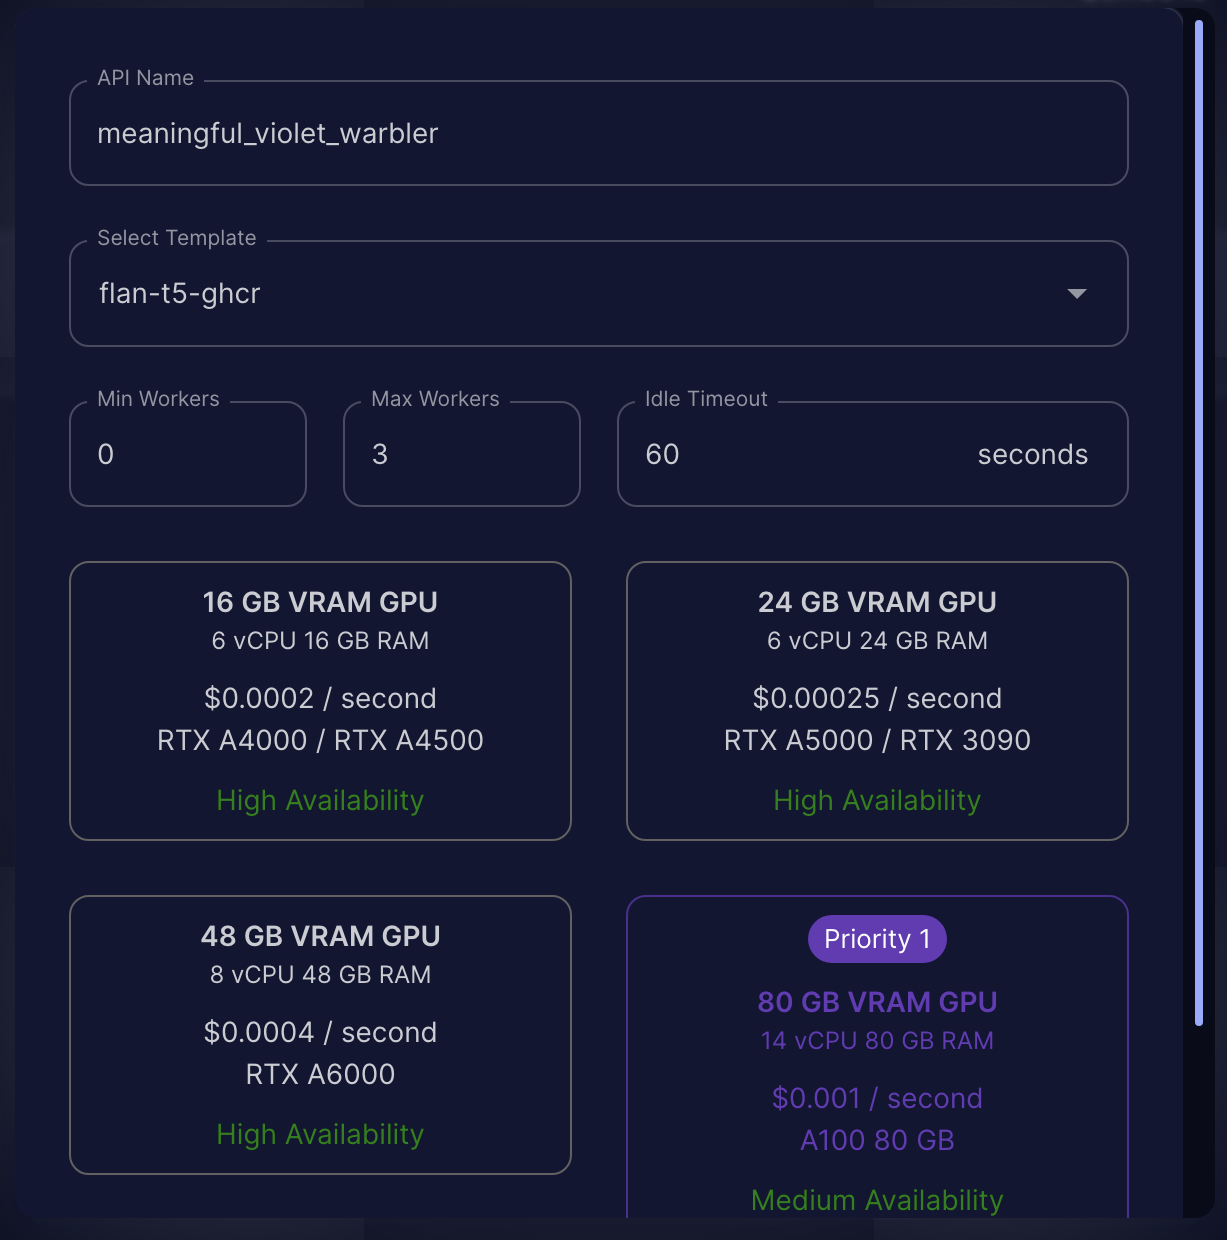 API Name
meaningful_violet_warbler
Select Template
flan-t5-ghcr
Min Workers
0
Max Workers
3
Idle Timeout
60 seconds
16 GB VRAM GPU
6 vCPU 16 GB RAM
$0.0002 / second
RTX A4000 / RTX A4500
High Availability
24 GB VRAM GPU
6 vCPU 24 GB RAM
$0.00025 / second
RTX A5000 / RTX 3090
High Availability
48 GB VRAM GPU
8 vCPU 48 GB RAM
$0.0004 / second
RTX A6000
High Availability
Priority 1
80 GB VRAM GPU
14 vCPU 80 GB RAM
$0.001 / second
A100 80 GB
Medium Availability